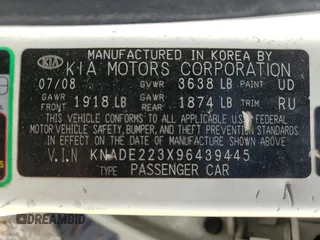 MANUFACTURED IN KOREA BY
KIA KIA MOTORS CORPORATION
07/08 GVWR 3638 LB PAINT UD
GAWR FRONT 1918 LB GAWR REAR 1874 LB TRIM RU
THIS VEHICLE CONFORMS TO ALL APPLICABLE U.S. FEDERAL
MOTOR VEHICLE SAFETY, BUMPER, AND THEFT PREVENTION STANDARDS
IN EFFECT ON THE DATE OF MANUFACTURE SHOWN ABOVE
V.I.N KNADE223X96439445
TYPE PASSENGER CAR
DREAMBID